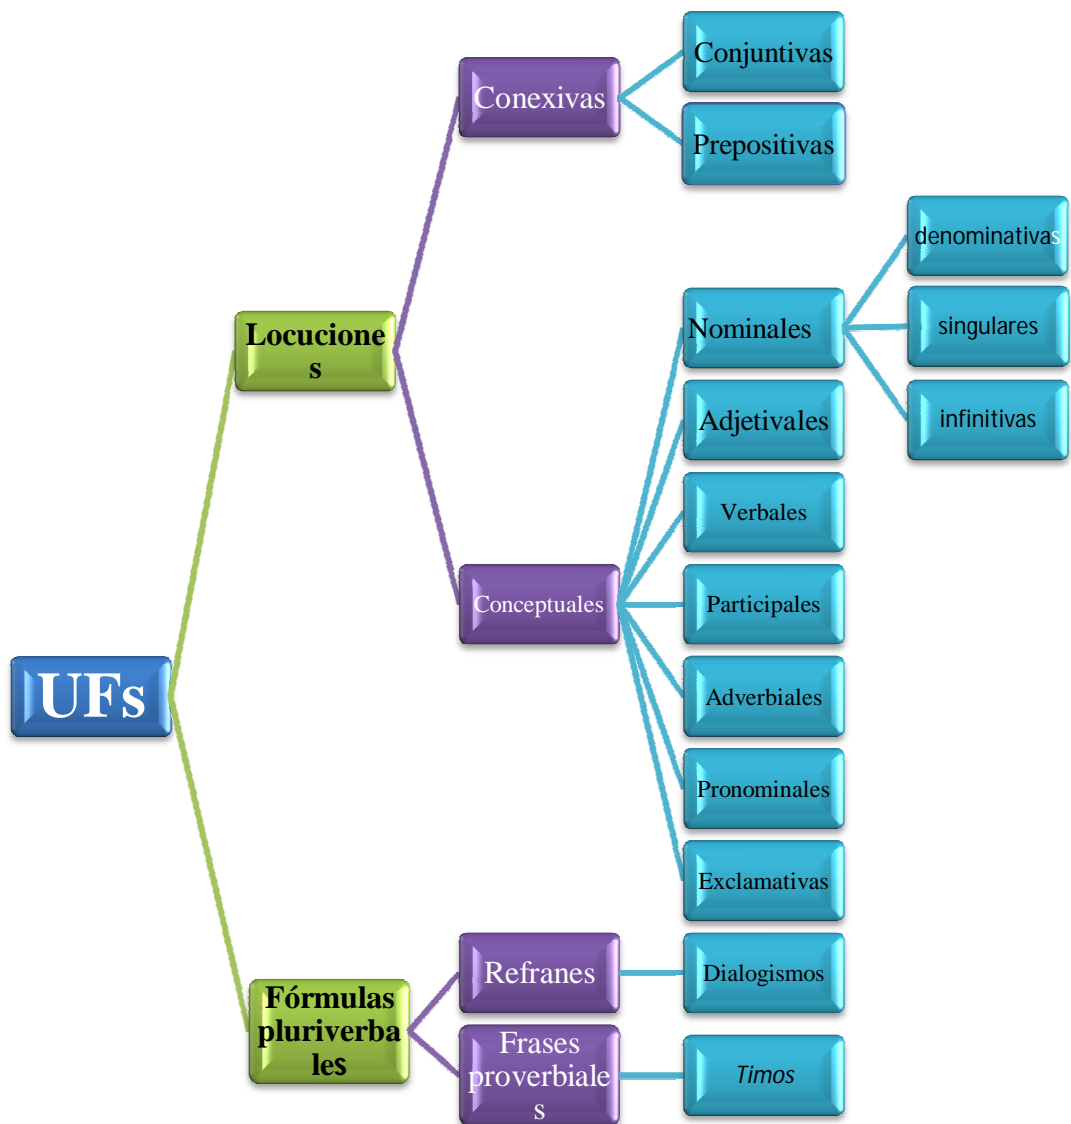 Conjuntivas
Conexivas
Prepositivas
denominativas
Locucione
s
Nominales
singulares
Adjetivales
infinitivas
Verbales
Conceptuales
Participales
UFs
Adverbiales
Pronominales
Exclamativas
Refranes
Dialogismos
Fórmulas
pluriverba
les
Frases
proverbiale
s
Timos